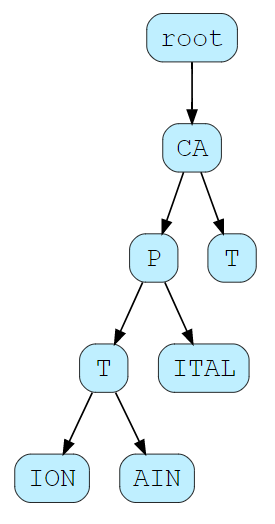 root
CA
P T
T ITAL
ION AIN